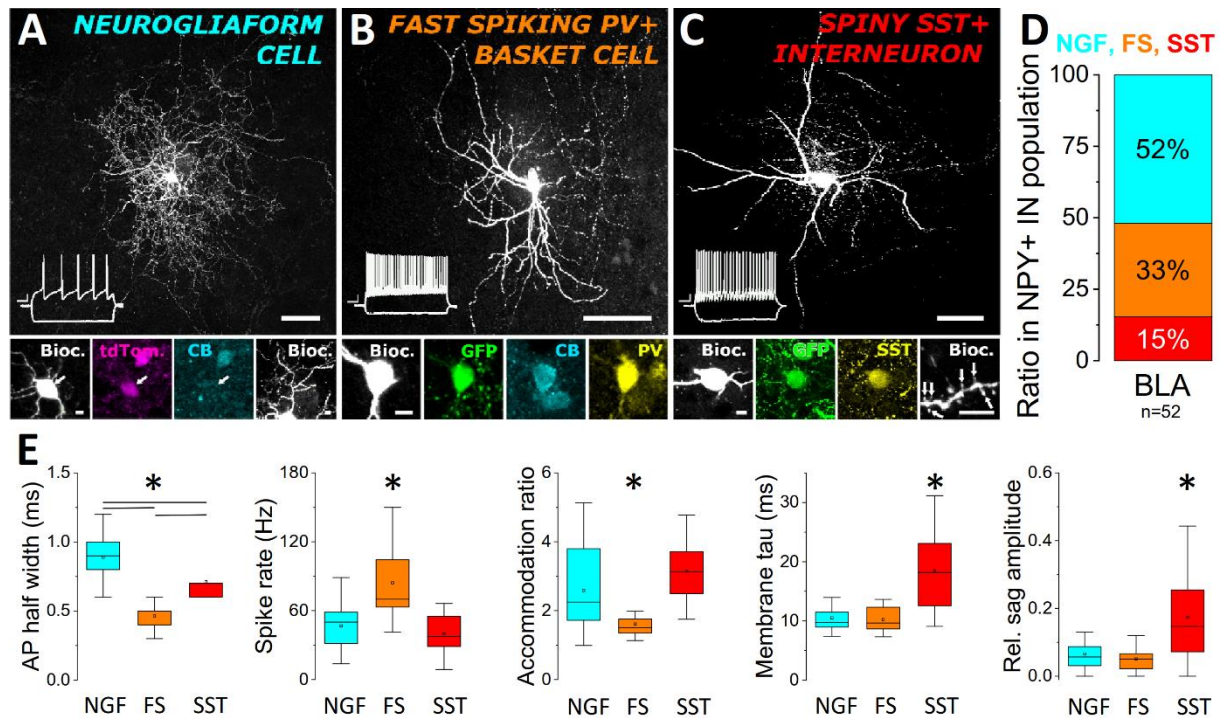 A
NEUROGLIAFORM
CELL
B
FAST SPIKING PV+
BASKET CELL
C
SPINY SST+
INTERNEURON
D
NGF, FS, SST
Ratio in NPY+ IN population
100
75
50
25
0
52%
33%
15%
BLA
n=52
Bioc.
tdTom.
CB
Bioc.
Bioc.
GFP
CB
PV
Bioc.
GFP
SST
Bioc.
E
AP half width (ms)
1.5
1.0
0.5
0.0
*
NGF FS SST
Spike rate (Hz)
180
120
60
0
*
NGF FS SST
Accomodation ratio
6
4
2
0
*
NGF FS SST
Membrane tau (ms)
30
20
10
0
*
NGF FS SST
Rel. sag amplitude
0.6
0.4
0.2
0.0
*
NGF FS SST